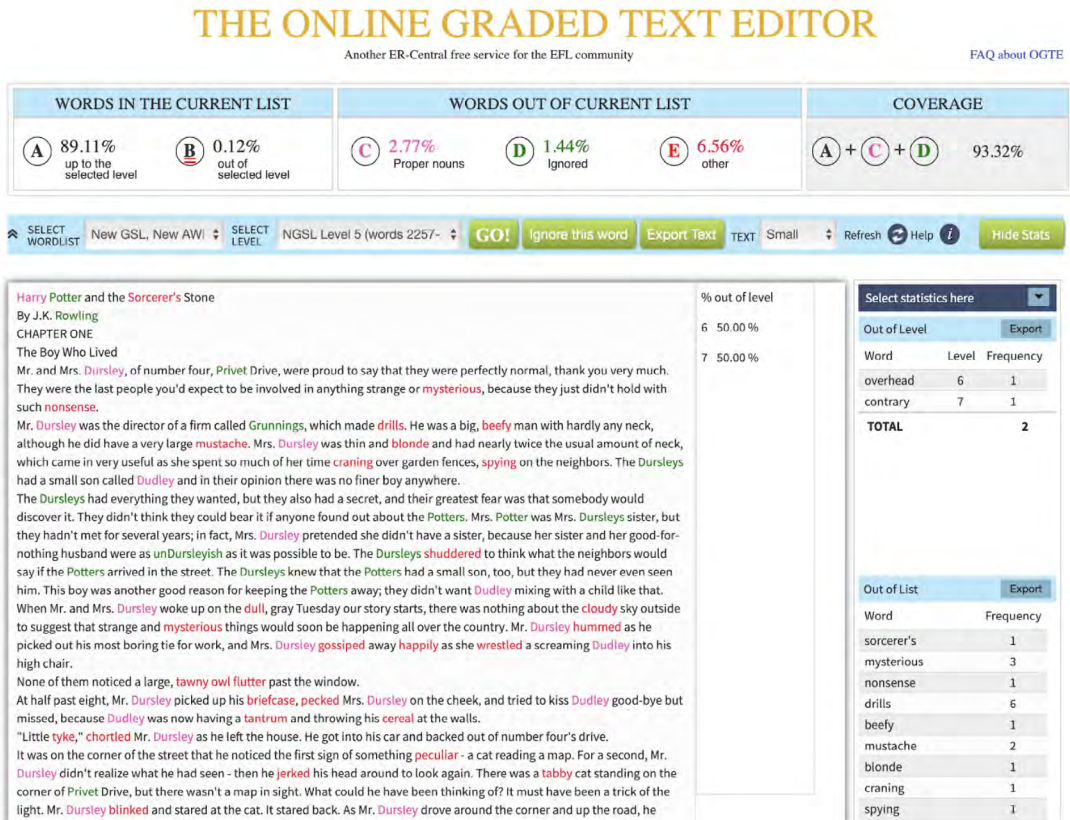 THE ONLINE GRADED TEXT EDITOR
Another ER-Central free service for the EFL community
FAQ about OGTE
WORDS IN THE CURRENT LIST
WORDS OUT OF CURRENT LIST
COVERAGE
A 89.11% up to the selected level
B 0.12% out of selected level
C 2.77% Proper nouns
D 1.44% Ignored
E 6.56% other
A + C + D 93.32%
SELECT WORDLIST New GSL, New AWI SELECT LEVEL NGSL Level 5 (words 2257- GO! Ignore this word Export Text TEXT Small Refresh Help i Hide Stats
Harry Potter and the Sorcerer's Stone
By J.K. Rowling
CHAPTER ONE
The Boy Who Lived
Mr. and Mrs. Dursley, of number four, Privet Drive, were proud to say that they were perfectly normal, thank you very much.
They were the last people you'd expect to be involved in anything strange or mysterious, because they just didn't hold with
such nonsense.
Mr. Dursley was the director of a firm called Grunnings, which made drills. He was a big, beefy man with hardly any neck,
although he did have a very large mustache. Mrs. Dursley was thin and blonde and had nearly twice the usual amount of neck,
which came in very useful as she spent so much of her time craning over garden fences, spying on the neighbors. The Dursleys
had a small son called Dudley and in their opinion there was no finer boy anywhere.
The Dursleys had everything they wanted, but they also had a secret, and their greatest fear was that somebody would
discover it. They didn't think they could bear it if anyone found out about the Potters. Mrs. Potter was Mrs. Dursleys sister, but
they hadn't met for several years; in fact, Mrs. Dursley pretended she didn't have a sister, because her sister and her good-for-
nothing husband were as unDursleyish as it was possible to be. The Dursleys shuddered to think what the neighbors would
say if the Potters arrived in the street. The Dursleys knew that the Potters had a small son, too, but they had never even seen
him. This boy was another good reason for keeping the Potters away; they didn't want Dudley mixing with a child like that.
When Mr. and Mrs. Dursley woke up on the dull, gray Tuesday our story starts, there was nothing about the cloudy sky outside
to suggest that strange and mysterious things would soon be happening all over the country. Mr. Dursley hummed as he
picked out his most boring tie for work, and Mrs. Dursley gossiped away happily as she wrestled a screaming Dudley into his
high chair.
None of them noticed a large, tawny owl flutter past the window.
At half past eight, Mr. Dursley picked up his briefcase, pecked Mrs. Dursley on the cheek, and tried to kiss Dudley good-bye but
missed, because Dudley was now having a tantrum and throwing his cereal at the walls.
"Little tyke," chortled Mr. Dursley as he left the house. He got into his car and backed out of number four's drive.
It was on the corner of the street that he noticed the first sign of something peculiar - a cat reading a map. For a second, Mr.
Dursley didn't realize what he had seen - then he jerked his head around to look again. There was a tabby cat standing on the
corner of Privet Drive, but there wasn't a map in sight. What could he have been thinking of? It must have been a trick of the
light. Mr. Dursley blinked and stared at the cat. It stared back. As Mr. Dursley drove around the corner and up the road, he
% out of level
6 50.00 %
7 50.00 %
Select statistics here
Out of Level Export
Word Level Frequency
overhead 6 1
contrary 7 1
TOTAL 2
Out of List Export
Word Frequency
sorcerer's 1
mysterious 3
nonsense 1
drills 6
beefy 1
mustache 2
blonde 1
craning 1
spying 1